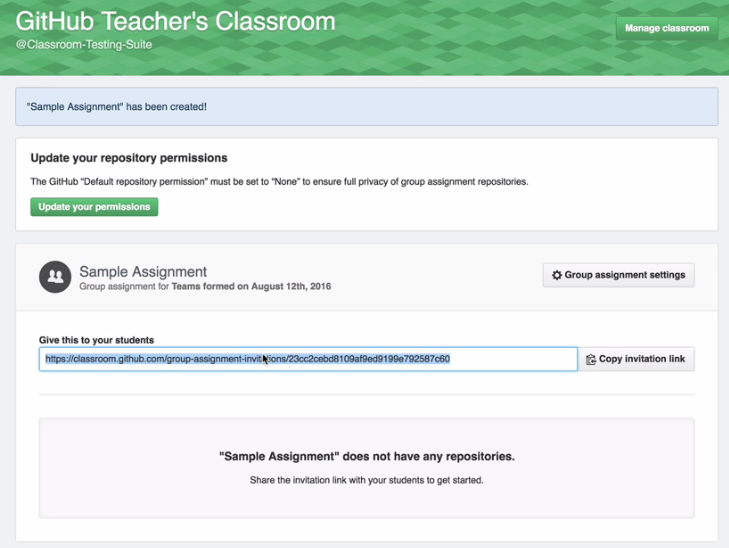 GitHub Teacher's Classroom
@Classroom-Testing-Suite
Manage classroom
"Sample Assignment" has been created!
Update your repository permissions
The GitHub "Default repository permission" must be set to "None" to ensure full privacy of group assignment repositories.
Update your permissions
Sample Assignment
Group assignment for Teams formed on August 12th, 2016
Group assignment settings
Give this to your students
https://classroom.github.com/group-assignment-invitations/23cc2cebd8109af9ed9199e792587c60
Copy invitation link
"Sample Assignment" does not have any repositories.
Share the invitation link with your students to get started.